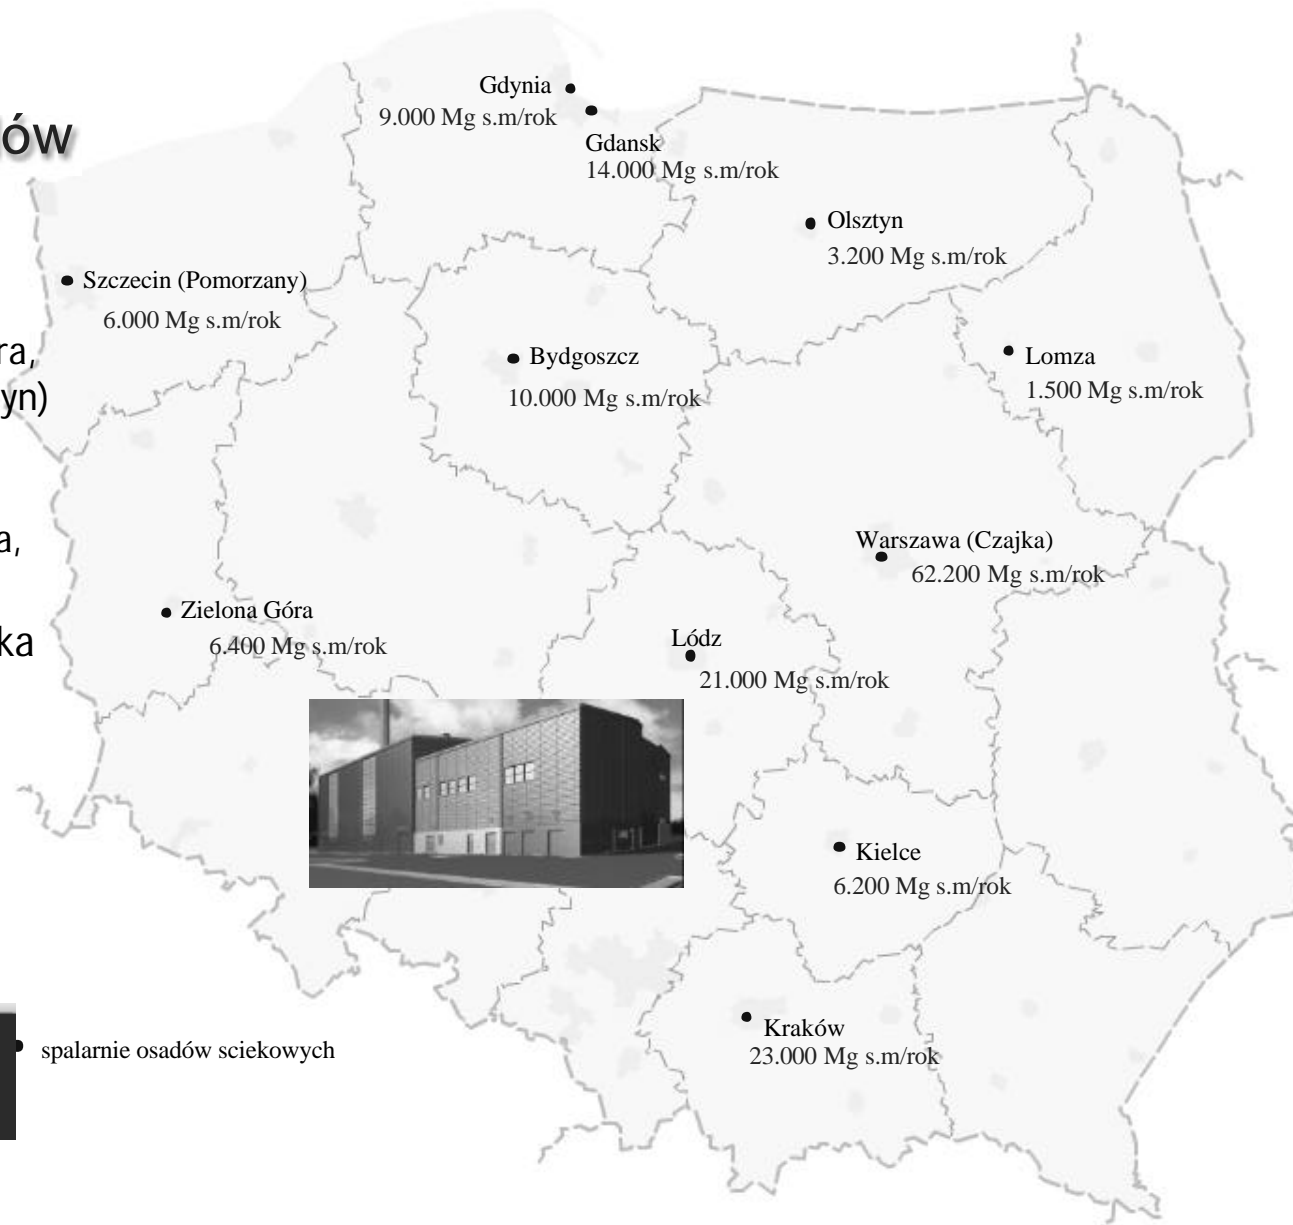 ów
Gdynia
9.000 Mg s.m/rok
Gdansk
14.000 Mg s.m/rok
Olsztyn
3.200 Mg s.m/rok
Szczecin (Pomorzany)
6.000 Mg s.m/rok
ra,
yn)
Bydgoszcz
10.000 Mg s.m/rok
Lomza
1.500 Mg s.m/rok
a,
Warszawa (Czajka)
62.200 Mg s.m/rok
Zielona Góra
6.400 Mg s.m/rok
ka
Lódz
21.000 Mg s.m/rok
Kielce
6.200 Mg s.m/rok
Kraków
23.000 Mg s.m/rok
spalarnie osadów sciekowych